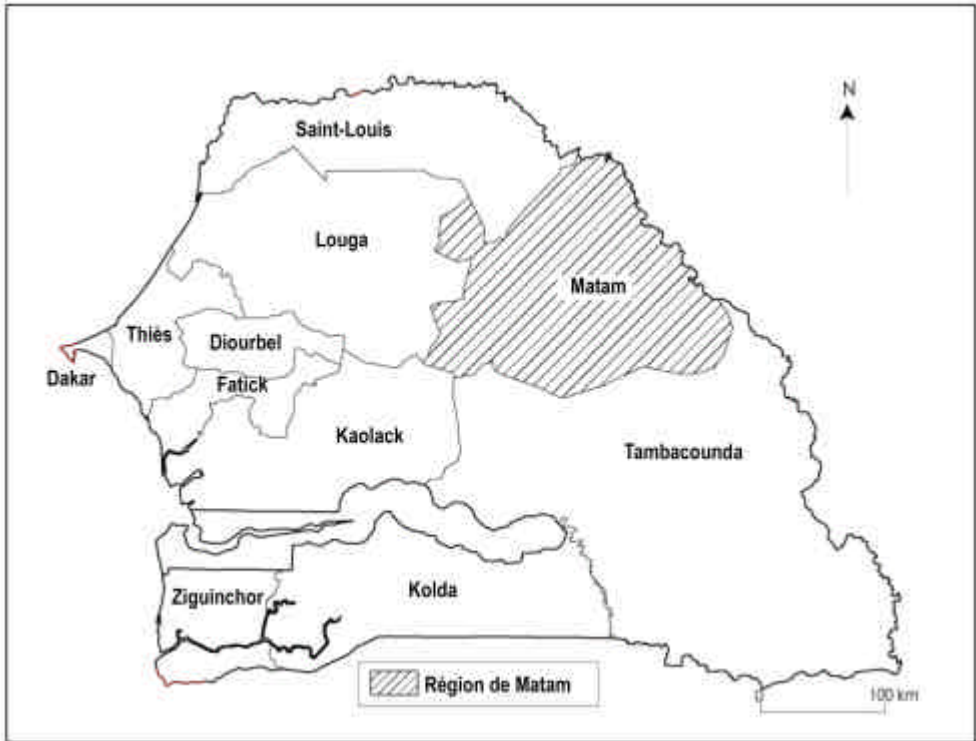 N
Saint-Louis
Louga
Matam
Thiès
Diourbel
Dakar
Fatick
Kaolack
Tambacounda
Ziguinchor
Kolda
Région de Matam
100 km